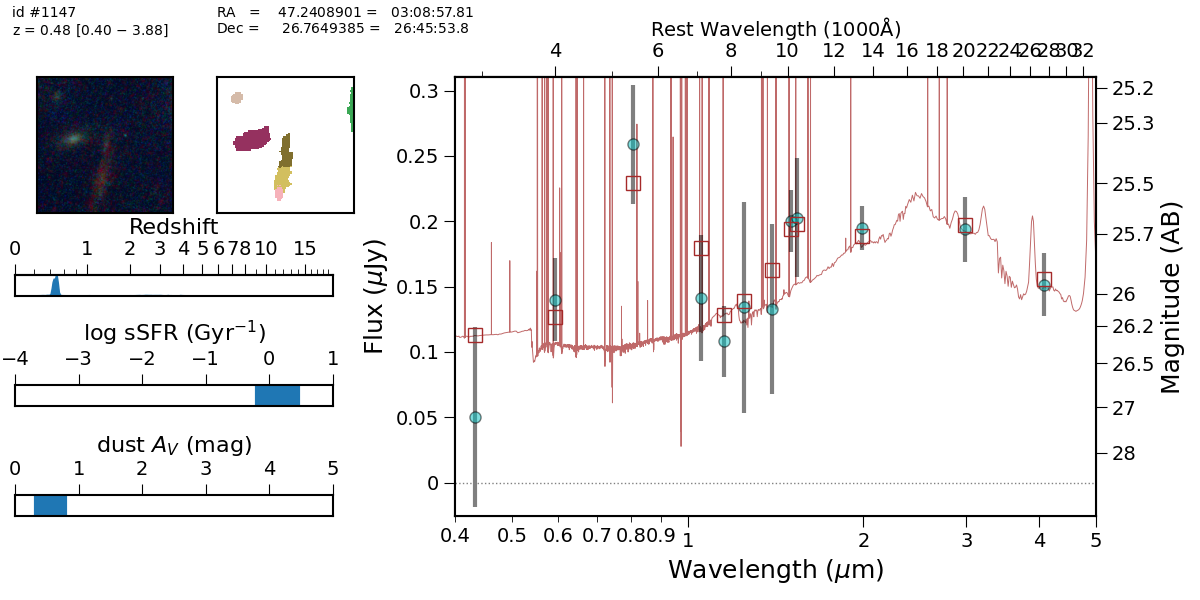 id #1147
z = 0.48 [0.40 − 3.88]
RA = 47.2408901 = 03:08:57.81
Dec = 26.7649385 = 26:45:53.8
Redshift
0 1 2 3 4 5 6 7 8 10 15
log sSFR (Gyr−1)
−4 −3 −2 −1 0 1
dust AV (mag)
0 1 2 3 4 5
Rest Wavelength (1000Å)
4 6 8 10 12 14 16 18 20 22 24 26 28 30 32
Flux (μJy)
0.3
0.25
0.2
0.15
0.1
0.05
0
25.2
25.3
25.5
25.7
26
26.2
26.5
27
28
Magnitude (AB)
0.4 0.5 0.6 0.7 0.8 0.9 1 2 3 4 5
Wavelength (μm)